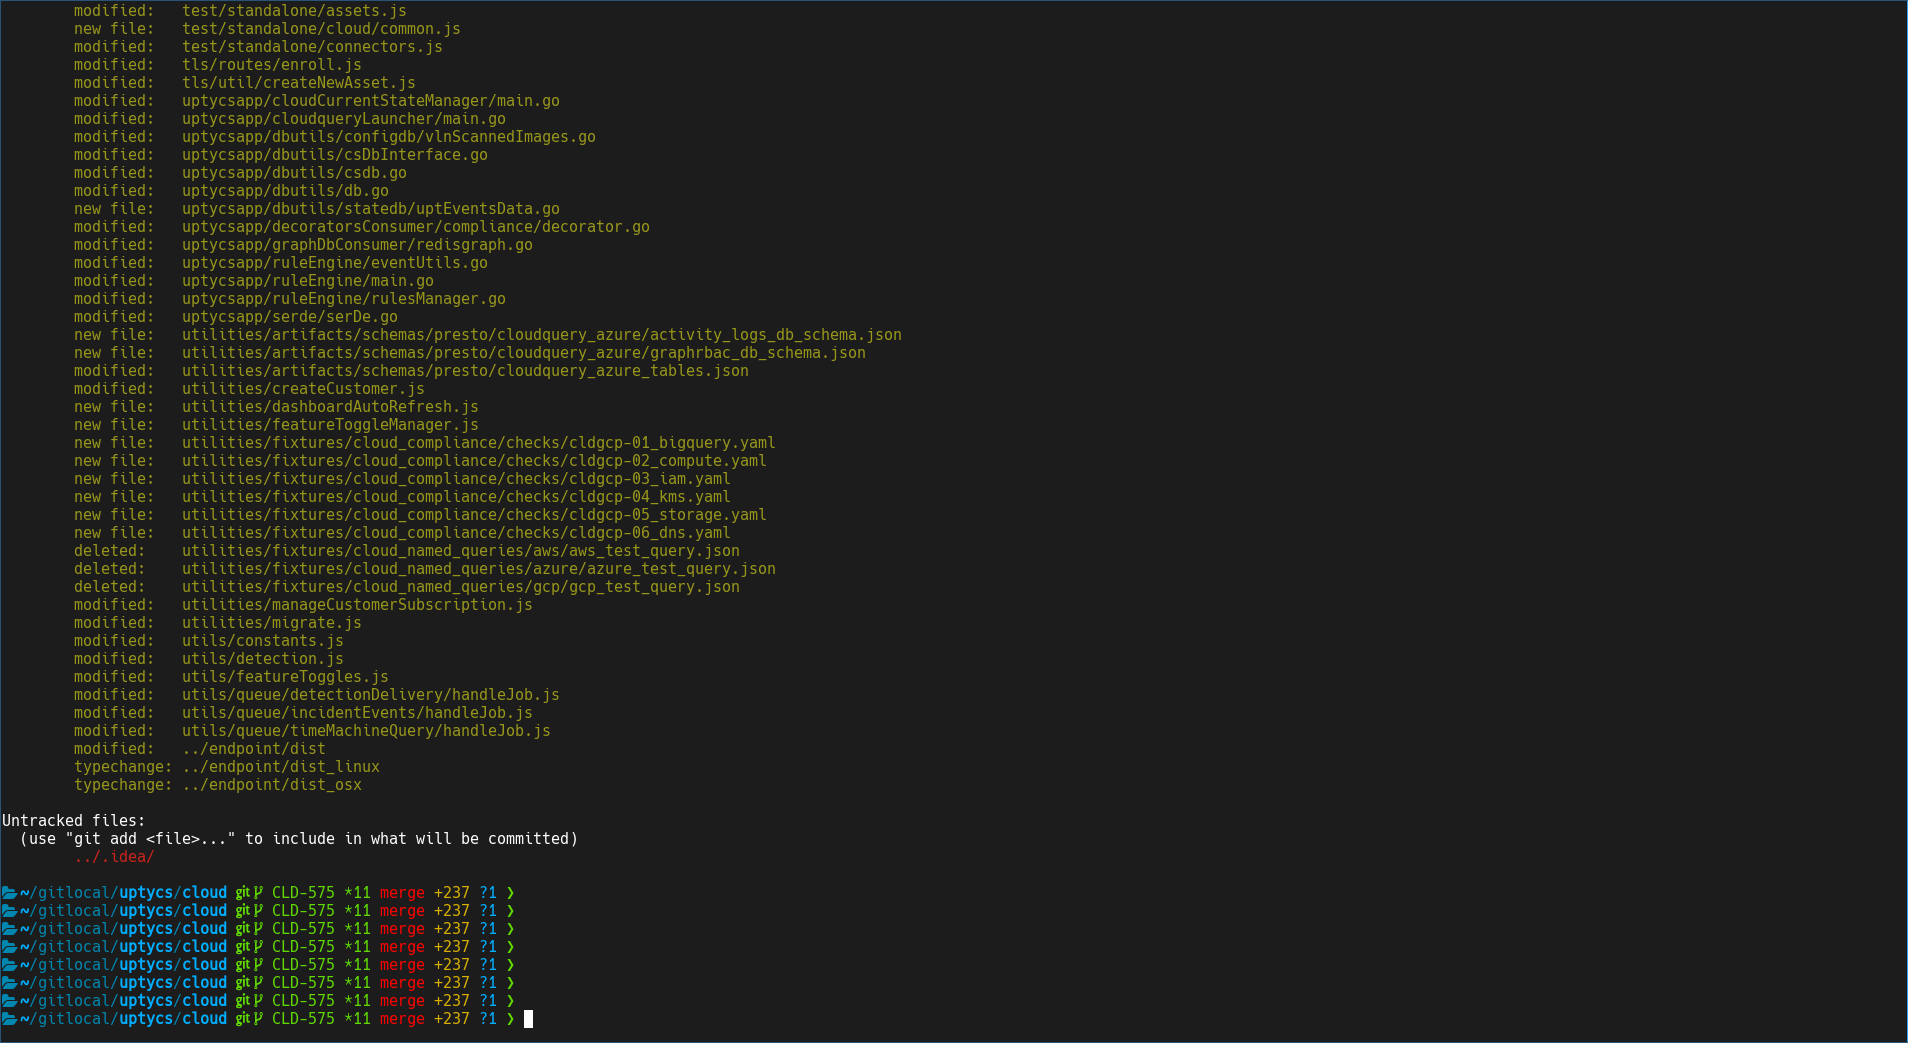 modified:   test/standalone/assets.js
new file:   test/standalone/cloud/common.js
modified:   test/standalone/connectors.js
modified:   tls/routes/enroll.js
modified:   tls/util/createNewAsset.js
modified:   uptycsapp/cloudCurrentStateManager/main.go
modified:   uptycsapp/cloudqueryLauncher/main.go
modified:   uptycsapp/dbutils/configdb/vlnScannedImages.go
modified:   uptycsapp/dbutils/csDbInterface.go
modified:   uptycsapp/dbutils/csdb.go
modified:   uptycsapp/dbutils/db.go
new file:   uptycsapp/dbutils/statedb/uptEventsData.go
modified:   uptycsapp/decoratorsConsumer/compliance/decorator.go
modified:   uptycsapp/graphDbConsumer/redisgraph.go
modified:   uptycsapp/ruleEngine/eventUtils.go
modified:   uptycsapp/ruleEngine/main.go
modified:   uptycsapp/ruleEngine/rulesManager.go
modified:   uptycsapp/serde/serDe.go
new file:   utilities/artifacts/schemas/presto/cloudquery_azure/activity_logs_db_schema.json
new file:   utilities/artifacts/schemas/presto/cloudquery_azure/graphrbac_db_schema.json
modified:   utilities/artifacts/schemas/presto/cloudquery_azure_tables.json
modified:   utilities/createCustomer.js
new file:   utilities/dashboardAutoRefresh.js
new file:   utilities/featureToggleManager.js
new file:   utilities/fixtures/cloud_compliance/checks/cldgcp-01_bigquery.yaml
new file:   utilities/fixtures/cloud_compliance/checks/cldgcp-02_compute.yaml
new file:   utilities/fixtures/cloud_compliance/checks/cldgcp-03_iam.yaml
new file:   utilities/fixtures/cloud_compliance/checks/cldgcp-04_kms.yaml
new file:   utilities/fixtures/cloud_compliance/checks/cldgcp-05_storage.yaml
new file:   utilities/fixtures/cloud_compliance/checks/cldgcp-06_dns.yaml
deleted:    utilities/fixtures/cloud_named_queries/aws/aws_test_query.json
deleted:    utilities/fixtures/cloud_named_queries/azure/azure_test_query.json
deleted:    utilities/fixtures/cloud_named_queries/gcp/gcp_test_query.json
modified:   utilities/manageCustomerSubscription.js
modified:   utilities/migrate.js
modified:   utils/constants.js
modified:   utils/detection.js
modified:   utils/featureToggles.js
modified:   utils/queue/detectionDelivery/handleJob.js
modified:   utils/queue/incidentEvents/handleJob.js
modified:   utils/queue/timeMachineQuery/handleJob.js
modified:   ../endpoint/dist
typechange: ../endpoint/dist_linux
typechange: ../endpoint/dist_osx
Untracked files:
(use "git add <file>..." to include in what will be committed)
../.idea/
~/gitlocal/uptycs/cloud git CLD-575 *11 merge +237 ?1 ❯
~/gitlocal/uptycs/cloud git CLD-575 *11 merge +237 ?1 ❯
~/gitlocal/uptycs/cloud git CLD-575 *11 merge +237 ?1 ❯
~/gitlocal/uptycs/cloud git CLD-575 *11 merge +237 ?1 ❯
~/gitlocal/uptycs/cloud git CLD-575 *11 merge +237 ?1 ❯
~/gitlocal/uptycs/cloud git CLD-575 *11 merge +237 ?1 ❯
~/gitlocal/uptycs/cloud git CLD-575 *11 merge +237 ?1 ❯
~/gitlocal/uptycs/cloud git CLD-575 *11 merge +237 ?1 ❯